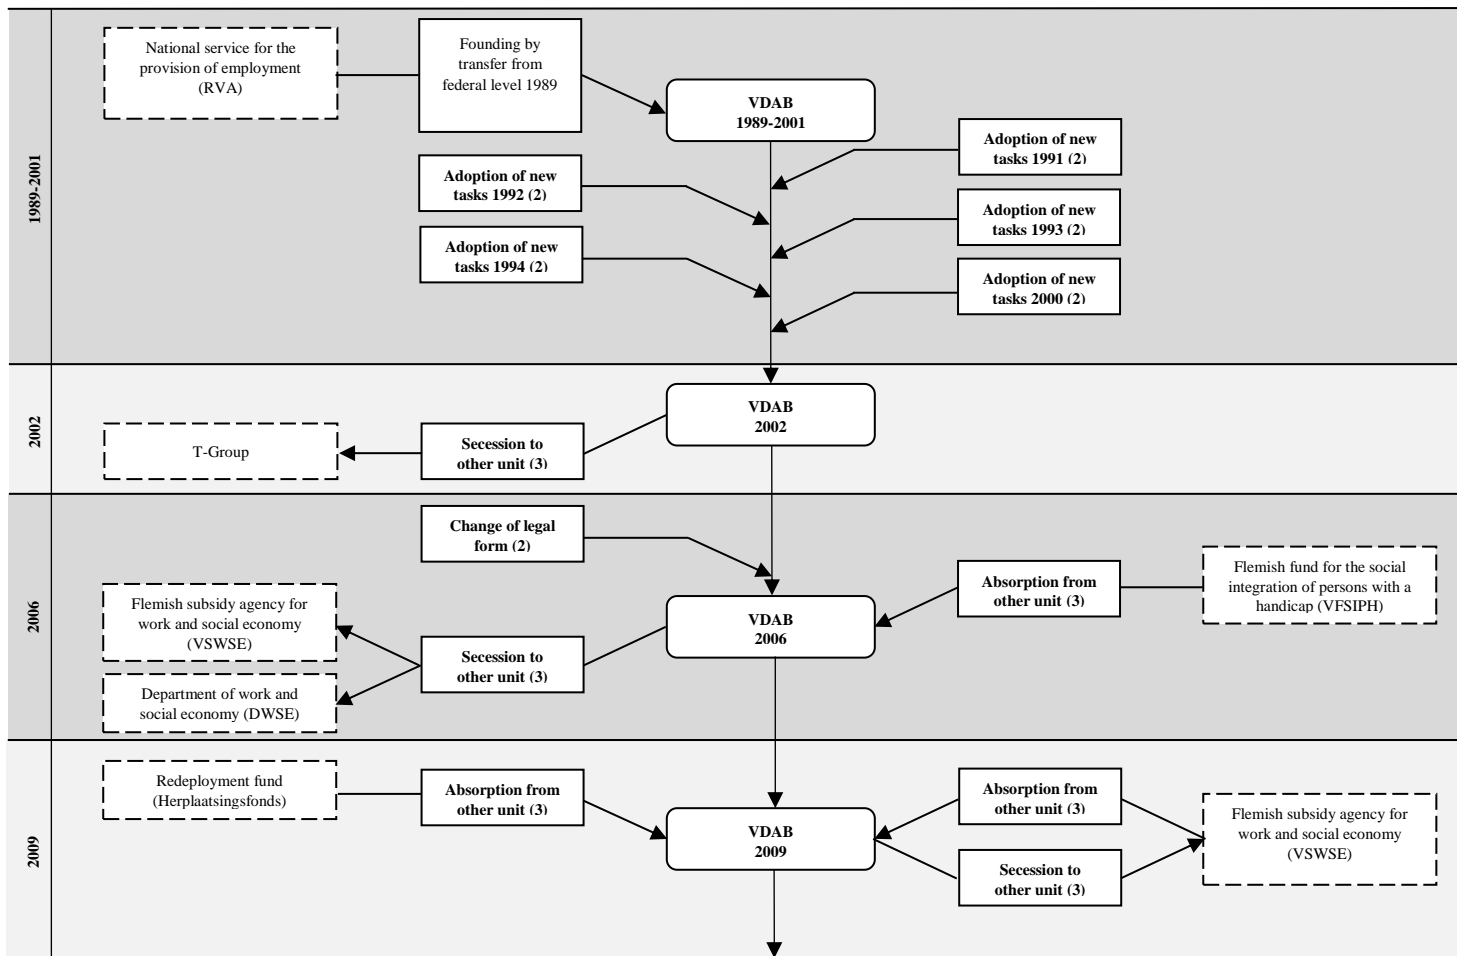 1989-2001
National service for the
provision of employment
(RVA)
Founding by
transfer from
federal level 1989
VDAB
1989-2001
Adoption of new
tasks 1991 (2)
Adoption of new
tasks 1992 (2)
Adoption of new
tasks 1993 (2)
Adoption of new
tasks 1994 (2)
Adoption of new
tasks 2000 (2)
2002
VDAB
2002
T-Group
Secession to
other unit (3)
2006
Change of legal
form (2)
Flemish subsidy agency for
work and social economy
(VSWSE)
Department of work and
social economy (DWSE)
Secession to
other unit (3)
VDAB
2006
Absorption from
other unit (3)
Flemish fund for the social
integration of persons with a
handicap (VFSIPH)
2009
Redeployment fund
(Herplaatsingsfonds)
Absorption from
other unit (3)
VDAB
2009
Absorption from
other unit (3)
Secession to
other unit (3)
Flemish subsidy agency for
work and social economy
(VSWSE)